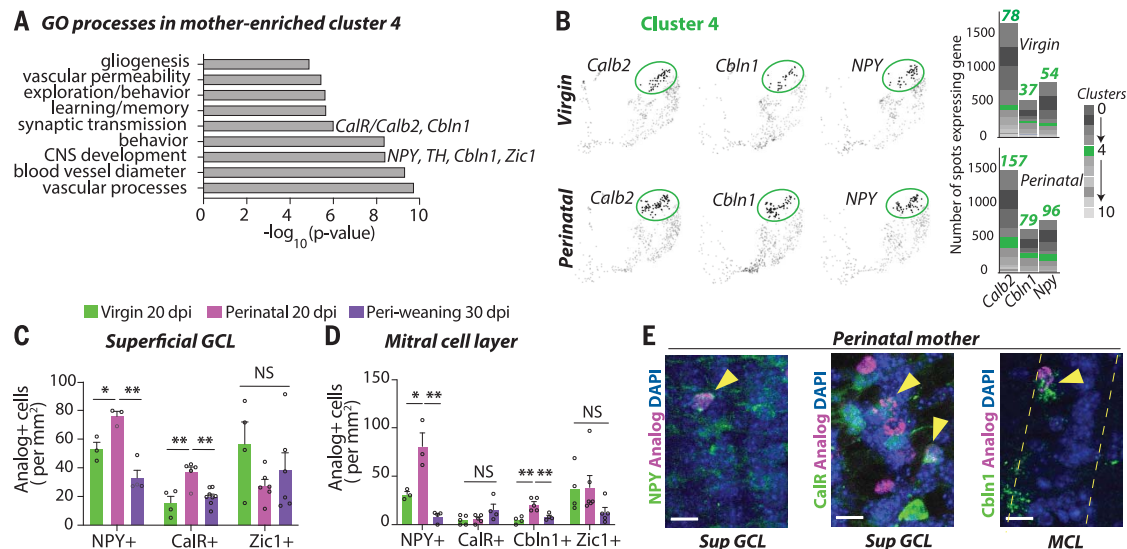 A GO processes in mother-enriched cluster 4
gliogenesis
vascular permeability
exploration/behavior
learning/memory
synaptic transmission
CalR/Calb2, Cbln1
behavior
CNS development
NPY, TH, Cbln1, Zic1
blood vessel diameter
vascular processes
0 2 4 6 8 10
-log10(p-value)
B Cluster 4
Virgin
Calb2 Cbln1 NPY
Perinatal
Calb2 Cbln1 NPY
Number of spots expressing gene
1500
1000
500
0
78
37
54
Virgin
1500
1000
500
0
157
79
96
Perinatal
Calb2 Cbln1 Npy
Clusters
0
4
10
Virgin 20 dpi Perinatal 20 dpi Peri-weaning 30 dpi
C Superficial GCL
Analog+ cells
(per mm2)
100
80
60
40
20
0
* **
** **
NS
NPY+ CalR+ Zic1+
D Mitral cell layer
Analog+ cells
(per mm2)
150
100
50
0
* **
NS
** **
NS
NPY+ CalR+ Cbln1+ Zic1+
E Perinatal mother
NPY Analog DAPI
Sup GCL
CalR Analog DAPI
Sup GCL
Cbln1 Analog DAPI
MCL